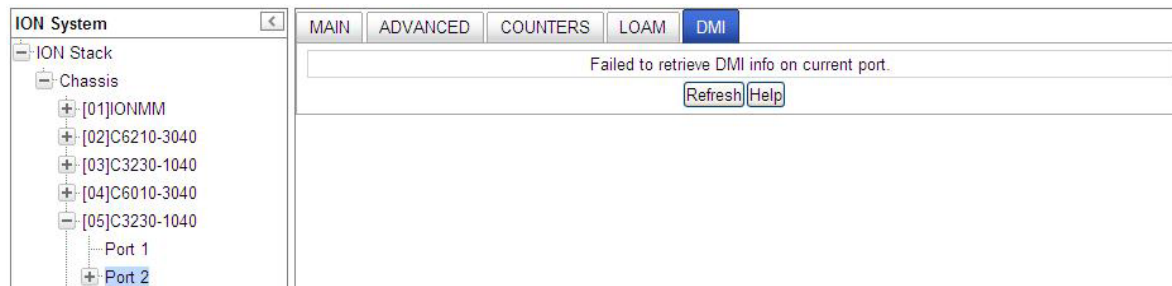 ION System
ION Stack
Chassis
[01]IONMM
[02]C6210-3040
[03]C3230-1040
[04]C6010-3040
[05]C3230-1040
Port 1
Port 2
MAIN ADVANCED COUNTERS LOAM DMI
Failed to retrieve DMI info on current port.
Refresh Help